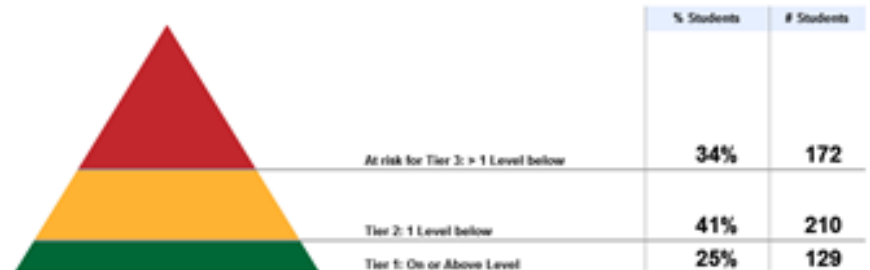 % Students # Students
At risk for Tier 3: > 1 Level below 34% 172
Tier 2: 1 Level below 41% 210
Tier 1: On or Above Level 25% 129